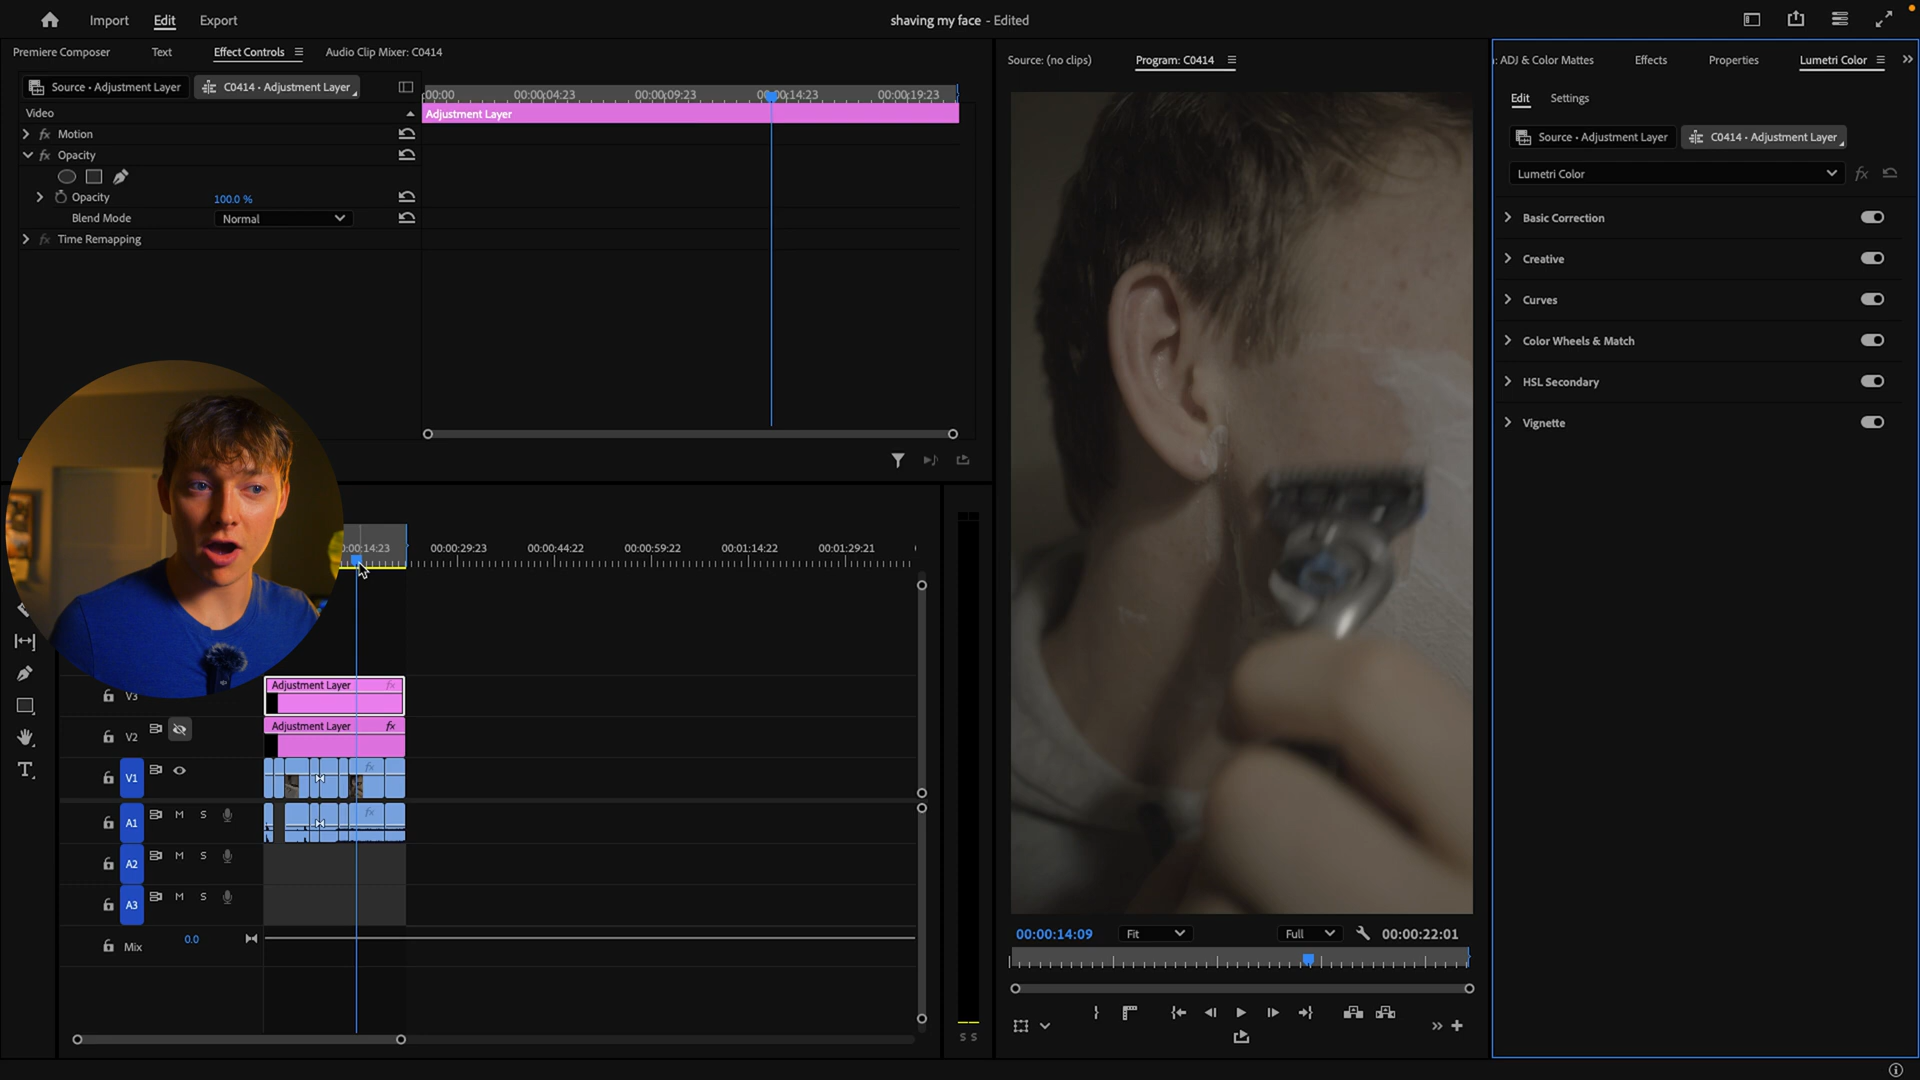 Import Edit Export
shaving my face - Edited
Premiere Composer Text Effect Controls Audio Clip Mixer: C0414
Source • Adjustment Layer C0414 • Adjustment Layer
:00:00 00:00:04:23 00:00:09:23 00:00:14:23 00:00:19:23
Video
Adjustment Layer
fx Motion
fx Opacity
Opacity 100.0 %
Blend Mode Normal
fx Time Remapping
Source: (no clips) Program: C0414
: ADJ & Color Mattes Effects Properties Lumetri Color
Edit Settings
Source • Adjustment Layer C0414 • Adjustment Layer
Lumetri Color fx
Basic Correction
Creative
Curves
Color Wheels & Match
HSL Secondary
Vignette
0:00:14:23 00:00:29:23 00:00:44:22 00:00:59:22 00:01:14:22 00:01:29:21
V3 Adjustment Layer fx
V2 Adjustment Layer fx
V1 fx
A1 M S fx
A2 M S
A3 M S
Mix 0.0
S S
00:00:14:09 Fit Full 00:00:22:01